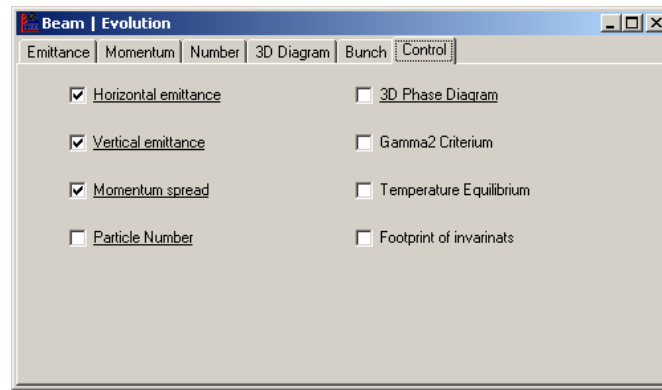 Beam | Evolution
Emittance Momentum Number 3D Diagram Bunch Control
Horizontal emittance 3D Phase Diagram
Vertical emittance Gamma2 Criterium
Momentum spread Temperature Equilibrium
Particle Number Footprint of invarinats